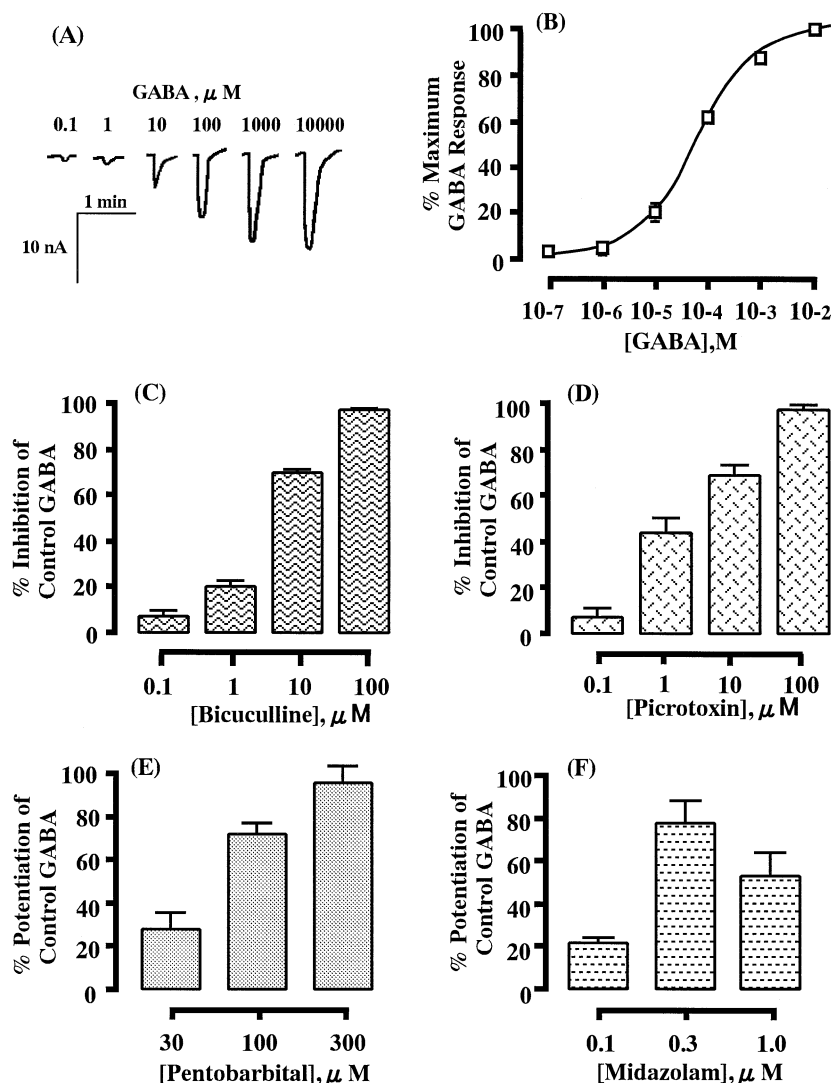 (A)
GABA , μ M
0.1 1 10 100 1000 10000
1 min
10 nA
(B)
% Maximum
GABA Response
100
80
60
40
20
0
10-7 10-6 10-5 10-4 10-3 10-2
[GABA],M
(C)
% Inhibition of
Control GABA
100
80
60
40
20
0
0.1 1 10 100
[Bicuculline], μ M
(D)
% Inhibition of
Control GABA
100
80
60
40
20
0
0.1 1 10 100
[Picrotoxin], μ M
(E)
% Potentiation of
Control GABA
100
80
60
40
20
0
30 100 300
[Pentobarbital], μ M
(F)
% Potentiation of
Control GABA
100
80
60
40
20
0
0.1 0.3 1.0
[Midazolam], μ M